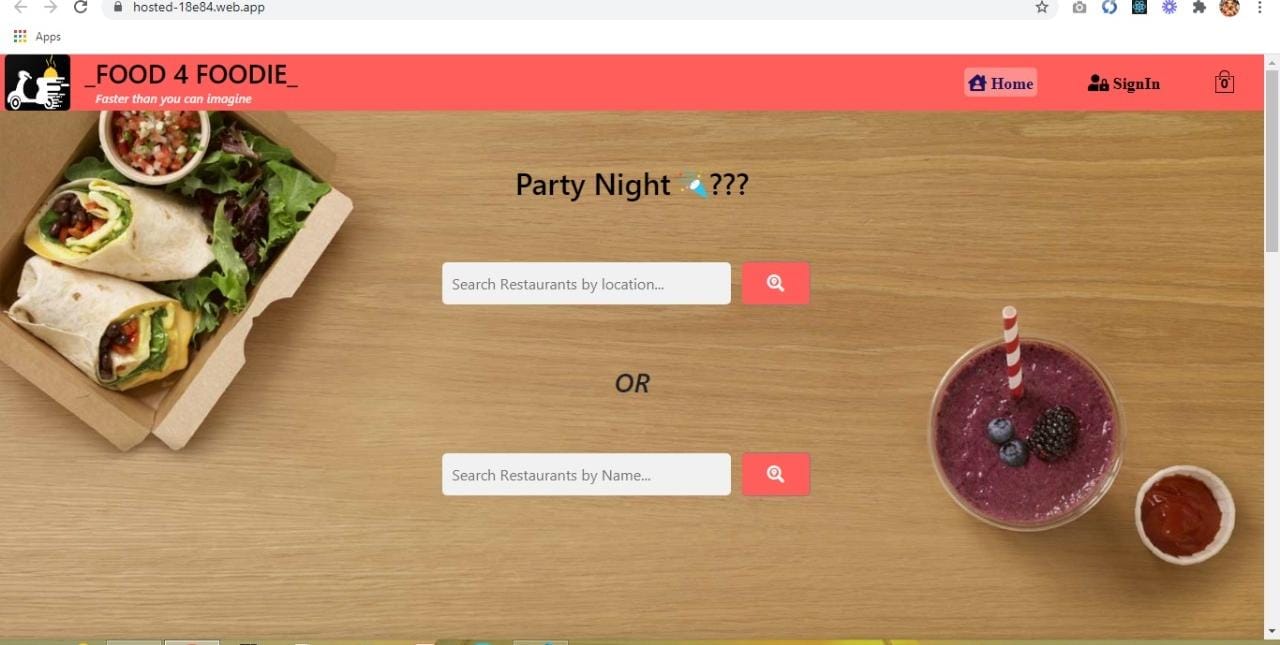 hosted-18e84.web.app
Apps
_FOOD 4 FOODIE_
Faster than you can imagine
Home
SignIn
0
Party Night 🎉???
Search Restaurants by location...
OR
Search Restaurants by Name...